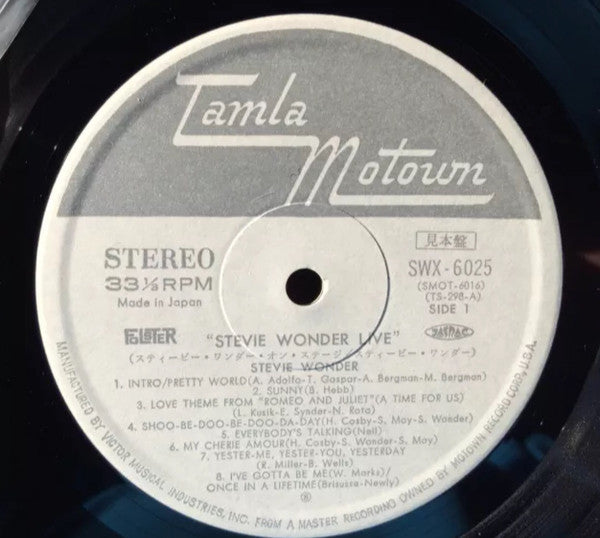 Tamla
Motown
STEREO
33⅓ RPM
Made in Japan
見本盤
SWX-6025
(SMOT-6016)
(TS-298-A)
SIDE 1
"STEVIE WONDER LIVE"
JASRAC
(スティービー・ワンダー・オン・ステージ/スティービー・ワンダー)
STEVIE WONDER
1. INTRO/PRETTY WORLD(A. Adolfo-T. Gaspar-A. Bergman-M. Bergman)
2. SUNNY(B. Hebb)
3. LOVE THEME FROM "ROMEO AND JULIET"(A TIME FOR US)
(L. Kusik-E. Synder-N. Rota)
4. SHOO-BE-DOO-BE-DOO-DA-DAY(H. Cosby-S. May-S. Wonder)
5. EVERYBODY'S TALKING(Neil)
6. MY CHERIE AMOUR(H. Cosby-S. Wonder-S. May)
7. YESTER-ME, YESTER-YOU, YESTERDAY
(R. Miller-B. Wells)
8. I'VE GOTTA BE ME(W. Marks)/
ONCE IN A LIFETIME(Briscusse-Newly)
MANUFACTURED BY VICTOR MUSICAL INDUSTRIES, INC. FROM A MASTER RECORDING OWNED BY MOTOWN RECORD CORP. U.S.A.